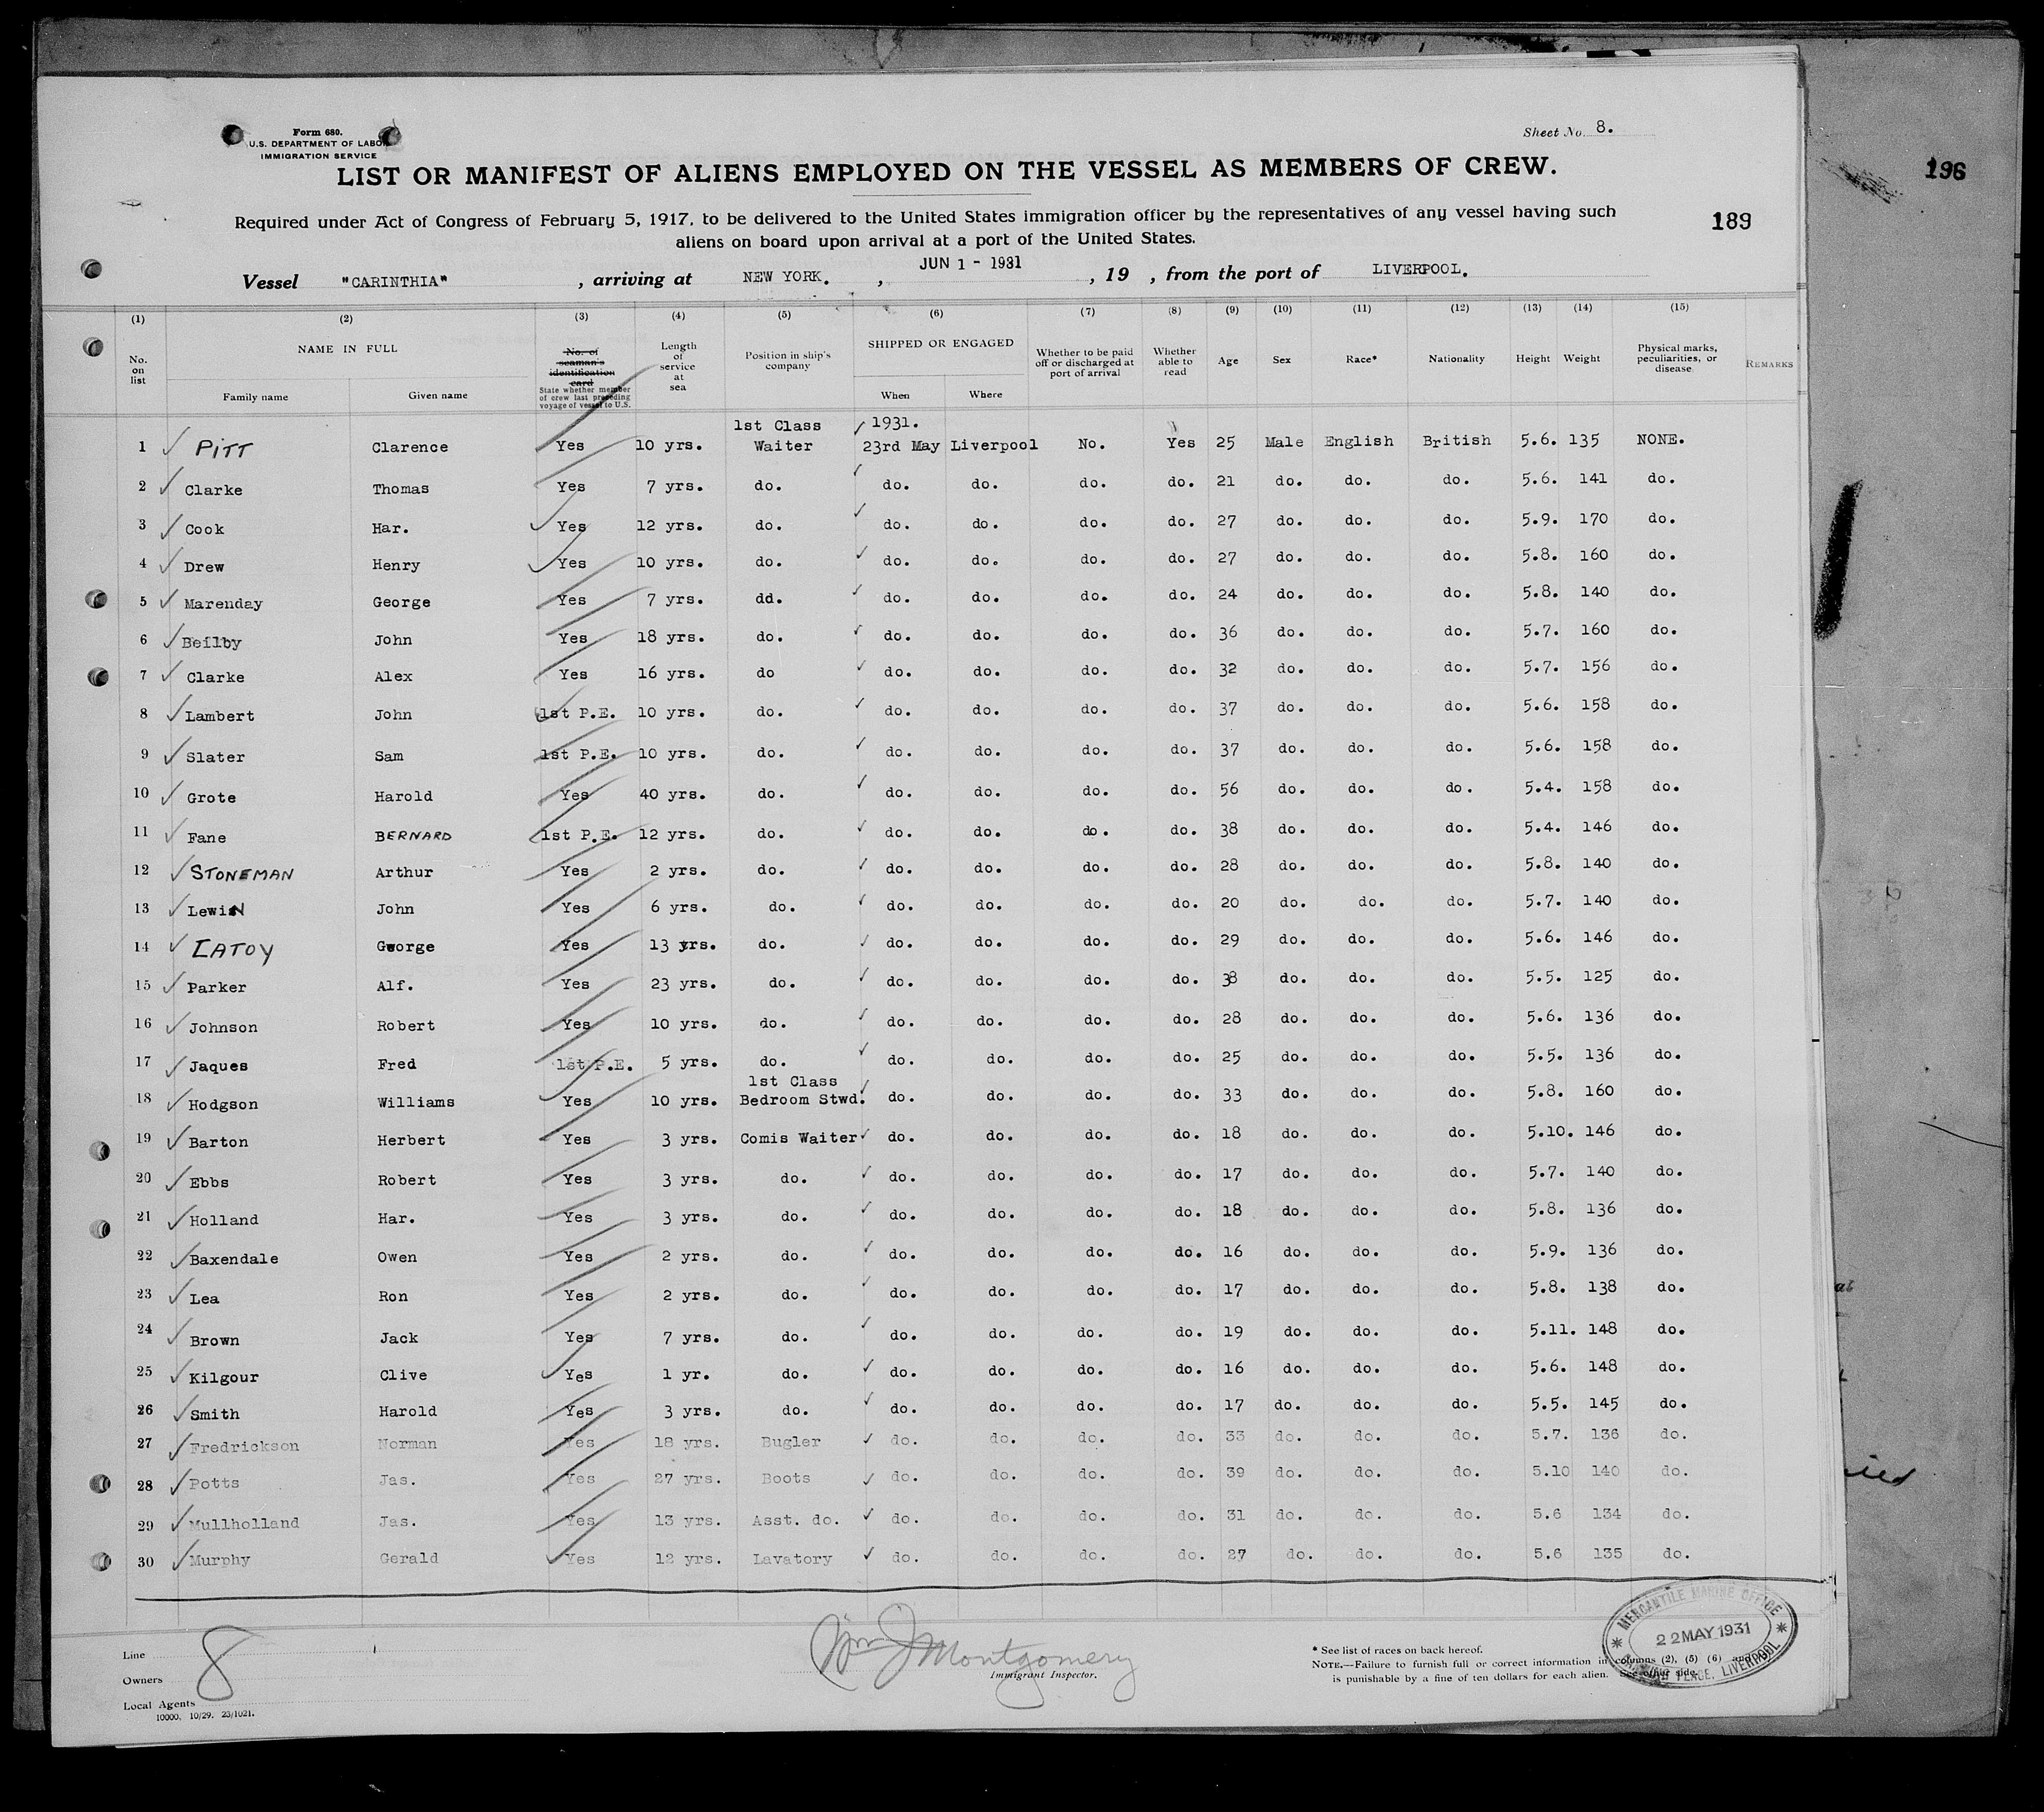 Form 680.
U.S. DEPARTMENT OF LABOR
IMMIGRATION SERVICE
Sheet No. 8.
LIST OR MANIFEST OF ALIENS EMPLOYED ON THE VESSEL AS MEMBERS OF CREW.
196
Required under Act of Congress of February 5, 1917, to be delivered to the United States immigration officer by the representatives of any vessel having such
189
aliens on board upon arrival at a port of the United States.
Vessel "CARINTHIA" , arriving at NEW YORK. , JUN 1 - 1931 , 19 , from the port of LIVERPOOL.
(1) (2) (3) (4) (5) (6) (7) (8) (9) (10) (11) (12) (13) (14) (15)
No. on list NAME IN FULL Family name Given name No. of seaman's identification card State whether member of crew last preceding voyage of vessel to U.S. Length of service at sea Position in ship's company SHIPPED OR ENGAGED When Where Whether to be paid off or discharged at port of arrival Whether able to read Age Sex Race* Nationality Height Weight Physical marks, peculiarities, or disease REMARKS
1st Class 1931.
1 PITT Clarence Yes 10 yrs. Waiter 23rd May Liverpool No. Yes 25 Male English British 5.6. 135 NONE.
2 Clarke Thomas Yes 7 yrs. do. do. do. do. do. 21 do. do. do. 5.6. 141 do.
3 Cook Har. Yes 12 yrs. do. do. do. do. do. 27 do. do. do. 5.9. 170 do.
4 Drew Henry Yes 10 yrs. do. do. do. do. do. 27 do. do. do. 5.8. 160 do.
5 Marenday George Yes 7 yrs. dd. do. do. do. do. 24 do. do. do. 5.8. 140 do.
6 Beilby John Yes 18 yrs. do. do. do. do. do. 36 do. do. do. 5.7. 160 do.
7 Clarke Alex Yes 16 yrs. do do. do. do. do. 32 do. do. do. 5.7. 156 do.
8 Lambert John 1st P.E. 10 yrs. do. do. do. do. do. 37 do. do. do. 5.6. 158 do.
9 Slater Sam 1st P.E. 10 yrs. do. do. do. do. do. 37 do. do. do. 5.6. 158 do.
10 Grote Harold Yes 40 yrs. do. do. do. do. do. 56 do. do. do. 5.4. 158 do.
11 Fane BERNARD 1st P.E. 12 yrs. do. do. do. do. do. 38 do. do. do. 5.4. 146 do.
12 STONEMAN Arthur Yes 2 yrs. do. do. do. do. do. 28 do. do. do. 5.8. 140 do.
13 LewiN John Yes 6 yrs. do. do. do. do. do. 20 do. do. do. 5.7. 140 do.
14 LATOY George Yes 13 yrs. do. do. do. do. do. 29 do. do. do. 5.6. 146 do.
15 Parker Alf. Yes 23 yrs. do. do. do. do. do. 38 do. do. do. 5.5. 125 do.
16 Johnson Robert Yes 10 yrs. do. do. do. do. do. 28 do. do. do. 5.6. 136 do.
17 Jaques Fred 1st P.E. 5 yrs. do. do. do. do. do. 25 do. do. do. 5.5. 136 do.
1st Class
18 Hodgson Williams Yes 10 yrs. Bedroom Stwd. do. do. do. do. 33 do. do. do. 5.8. 160 do.
19 Barton Herbert Yes 3 yrs. Comis Waiter do. do. do. do. 18 do. do. do. 5.10. 146 do.
20 Ebbs Robert Yes 3 yrs. do. do. do. do. do. 17 do. do. do. 5.7. 140 do.
21 Holland Har. Yes 3 yrs. do. do. do. do. do. 18 do. do. do. 5.8. 136 do.
22 Baxendale Owen Yes 2 yrs. do. do. do. do. do. 16 do. do. do. 5.9. 136 do.
23 Lea Ron Yes 2 yrs. do. do. do. do. do. 17 do. do. do. 5.8. 138 do.
24 Brown Jack Yes 7 yrs. do. do. do. do. do. 19 do. do. do. 5.11. 148 do.
25 Kilgour Clive Yes 1 yr. do. do. do. do. do. 16 do. do. do. 5.6. 148 do.
26 Smith Harold Yes 3 yrs. do. do. do. do. do. 17 do. do. do. 5.5. 145 do.
27 Fredrickson Norman Yes 18 yrs. Bugler do. do. do. do. 33 do. do. do. 5.7. 136 do.
28 Potts Jas. Yes 27 yrs. Boots do. do. do. do. 39 do. do. do. 5.10 140 do.
29 Mullholland Jas. Yes 13 yrs. Asst. do. do. do. do. do. 31 do. do. do. 5.6 134 do.
30 Murphy Gerald Yes 12 yrs. Lavatory do. do. do. do. 27 do. do. do. 5.6 135 do.
Line
Owners
Local Agents
8
10000. 10/29. 23/1021.
Wm J Montgomery
Immigrant Inspector.
* See list of races on back hereof.
NOTE.—Failure to furnish full or correct information in columns (2), (5) (6)
is punishable by a fine of ten dollars for each alien. See other side.
MERCANTILE MARINE OFFICE
22 MAY 1931
PLACE, LIVERPOOL